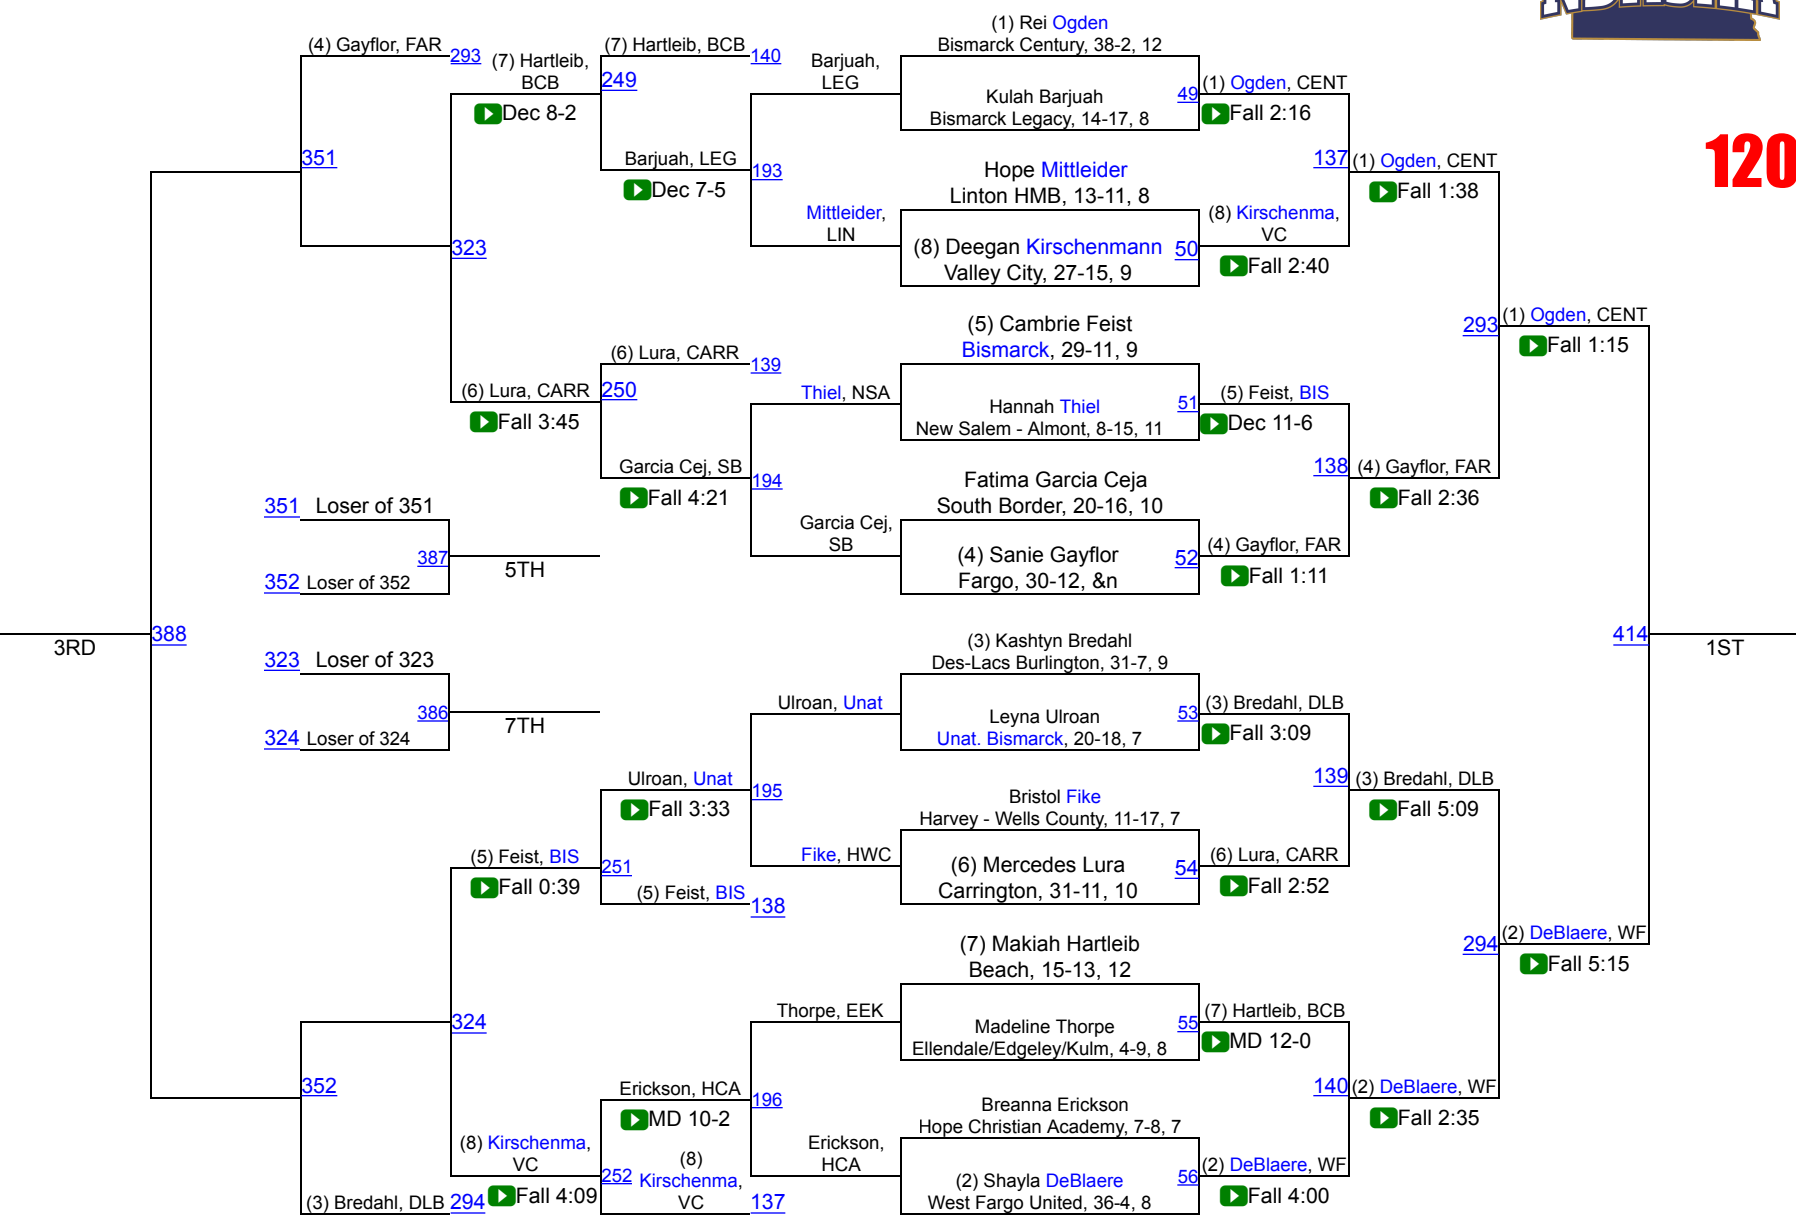 (1) Rei Ogden
Bismarck Century, 38-2, 12
Kulah Barjuah
Bismarck Legacy, 14-17, 8
49
Hope Mittleider
Linton HMB, 13-11, 8
(8) Deegan Kirschenmann
Valley City, 27-15, 9
50
(5) Cambrie Feist
Bismarck, 29-11, 9
Hannah Thiel
New Salem - Almont, 8-15, 11
51
Fatima Garcia Ceja
South Border, 20-16, 10
(4) Sanie Gayflor
Fargo, 30-12, &n
52
(3) Kashtyn Bredahl
Des-Lacs Burlington, 31-7, 9
Leyna Ulroan
Unat. Bismarck, 20-18, 7
53
Bristol Fike
Harvey - Wells County, 11-17, 7
(6) Mercedes Lura
Carrington, 31-11, 10
54
(7) Makiah Hartleib
Beach, 15-13, 12
Madeline Thorpe
Ellendale/Edgeley/Kulm, 4-9, 8
55
Breanna Erickson
Hope Christian Academy, 7-8, 7
(2) Shayla DeBlaere
West Fargo United, 36-4, 8
56
(1) Ogden, CENT
Fall 2:16
137
(8) Kirschenma,
VC
Fall 2:40
(5) Feist, BIS
Dec 11-6
138
(4) Gayflor, FAR
Fall 1:11
(3) Bredahl, DLB
Fall 3:09
139
(6) Lura, CARR
Fall 2:52
(7) Hartleib, BCB
MD 12-0
140
(2) DeBlaere, WF
Fall 4:00
(1) Ogden, CENT
Fall 1:38
293
(4) Gayflor, FAR
Fall 2:36
(3) Bredahl, DLB
Fall 5:09
294
(2) DeBlaere, WF
Fall 2:35
(1) Ogden, CENT
Fall 1:15
414
(2) DeBlaere, WF
Fall 5:15
1ST
120
Barjuah,
LEG
193
Mittleider,
LIN
Thiel, NSA
194
Garcia Cej,
SB
Ulroan, Unat
195
Fike, HWC
Thorpe, EEK
196
Erickson,
HCA
(7) Hartleib, BCB
140
249
Barjuah, LEG
Dec 7-5
(6) Lura, CARR
139
250
Garcia Cej, SB
Fall 4:21
Ulroan, Unat
Fall 3:33
251
(5) Feist, BIS
138
Erickson, HCA
MD 10-2
252
(8)
Kirschenma,
VC
137
(7) Hartleib,
BCB
Dec 8-2
323
(6) Lura, CARR
Fall 3:45
(5) Feist, BIS
Fall 0:39
324
(8) Kirschenma,
VC
Fall 4:09
(4) Gayflor, FAR
293
351
352
(3) Bredahl, DLB
294
388
3RD
351 Loser of 351
387
352 Loser of 352
5TH
323 Loser of 323
386
324 Loser of 324
7TH